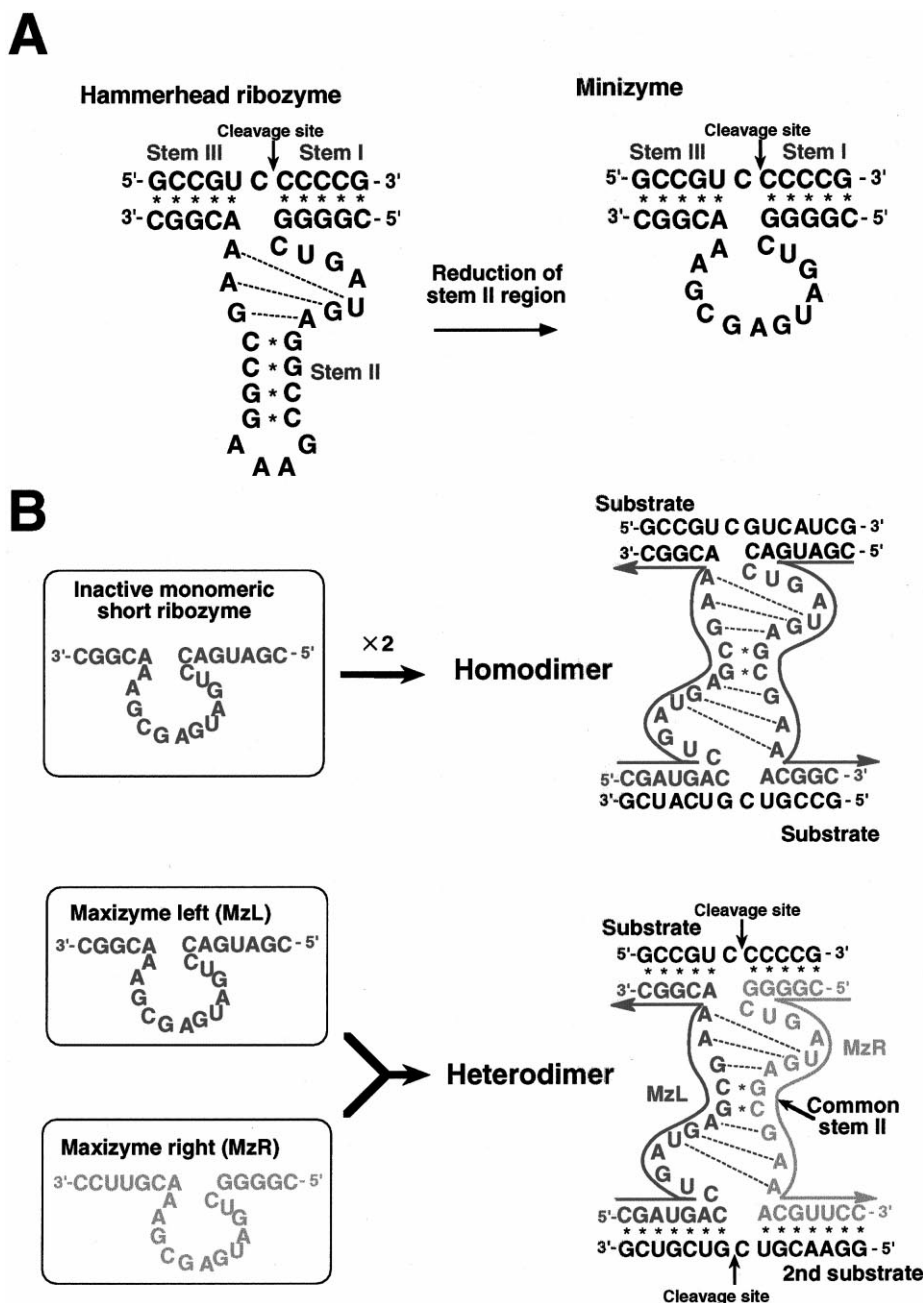 A
Hammerhead ribozyme
Cleavage site
Stem III
Stem I
5'-GCCGU C CCCCG-3'
* * * * * * * * * *
3'-CGGCA GGGGC-5'
A C U G
A A
G A G U
C * G
C * G Stem II
G * C
G * C
A G
A A A
Reduction of
stem II region
Minizyme
Cleavage site
Stem III
Stem I
5'-GCCGU C CCCCG-3'
* * * * * * * * * *
3'-CGGCA GGGGC-5'
A C U G
A A
G U
C G A G
B
Inactive monomeric
short ribozyme
3'-CGGCA CAGUAGC-5'
A C U G
A A
G U
C G A G
×2
Homodimer
Substrate
5'-GCCGU C GUCAUCG-3'
3'-CGGCA CAGUAGC-5'
A C U G
A A
G A G U
C * G
G * C
U G A G
A A
G U C A
5'-CGAUGAC ACGGC-3'
3'-GCUACUG C UGCCG-5'
Substrate
Maxizyme left (MzL)
3'-CGGCA CAGUAGC-5'
A C U G
A A
G U
C G A G
Maxizyme right (MzR)
3'-CCUUGCA GGGGC-5'
A C U G
A A
G U
C G A G
Heterodimer
Cleavage site
Substrate
5'-GCCGU C CCCCG-3'
* * * * * * * * * *
3'-CGGCA GGGGC-5'
A C U G
A A
G A G U
MzR
C * G
MzL
G * C
Common
stem II
U G A G
A A
G U C A
5'-CGAUGAC ACGUUCC-3'
* * * * * * * * * * * * * *
3'-GCUGCUG C UGCAAGG-5'
2nd substrate
Cleavage site